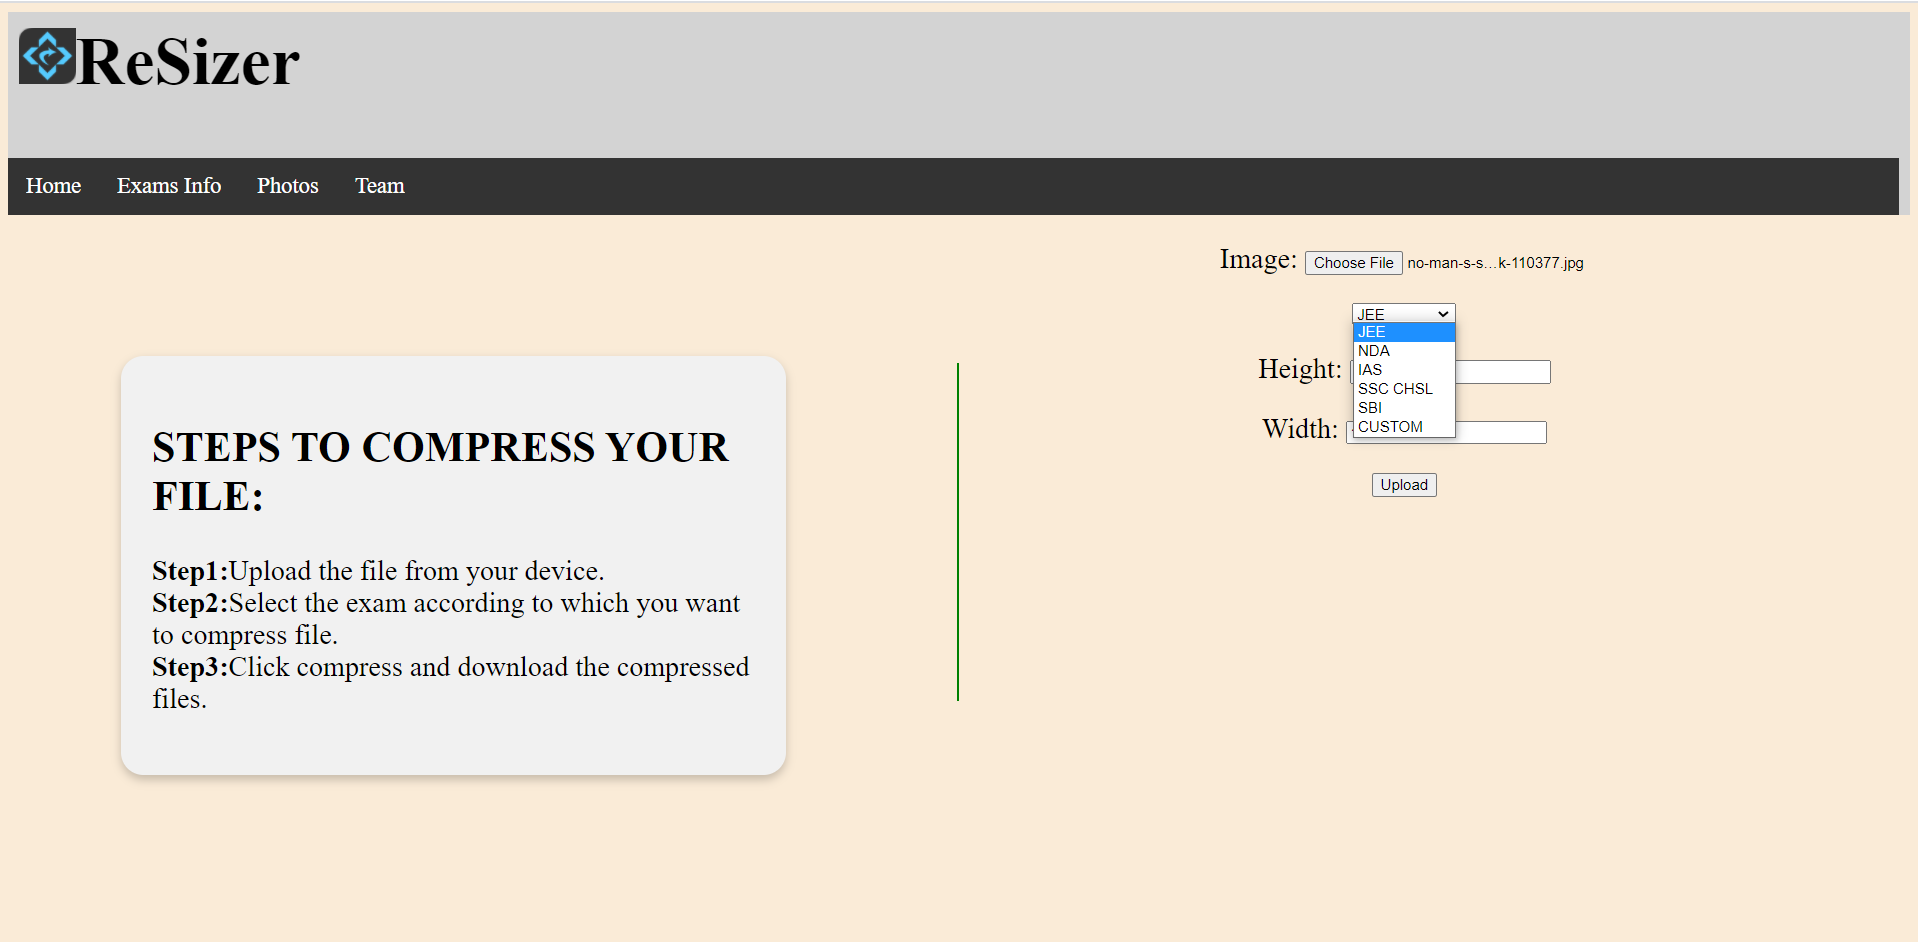 ReSizer
Home Exams Info Photos Team
Image: Choose File no-man-s-s...k-110377.jpg
JEE
JEE
NDA
IAS
SSC CHSL
SBI
CUSTOM
Height:
Width:
Upload
STEPS TO COMPRESS YOUR
FILE:
Step1:Upload the file from your device.
Step2:Select the exam according to which you want
to compress file.
Step3:Click compress and download the compressed
files.